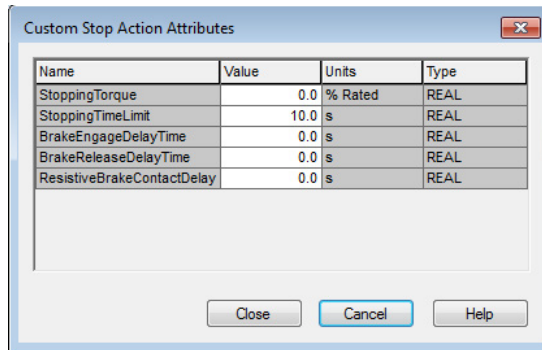 Custom Stop Action Attributes
Name Value Units Type
StoppingTorque 0.0 % Rated REAL
StoppingTimeLimit 10.0 s REAL
BrakeEngageDelayTime 0.0 s REAL
BrakeReleaseDelayTime 0.0 s REAL
ResistiveBrakeContactDelay 0.0 s REAL
Close Cancel Help